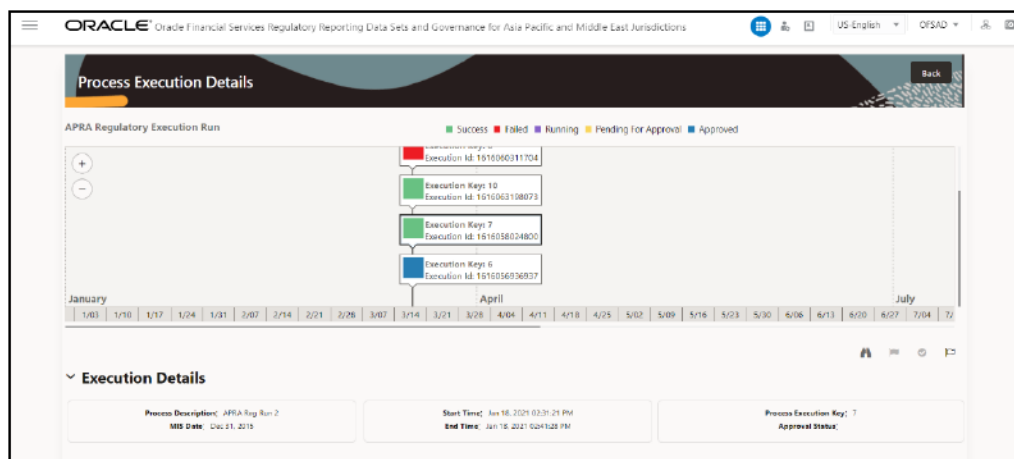 ORACLE Oracle Financial Services Regulatory Reporting Data Sets and Governance for Asia Pacific and Middle East Jurisdictions US-English OFSAD
Process Execution Details Back
APRA Regulatory Execution Run Success Failed Running Pending For Approval Approved
Execution Id: 1616060311704
+
−
Execution Key: 10
Execution Id: 1616063198073
Execution Key: 7
Execution Id: 1616058024800
Execution Key: 6
Execution Id: 1616056936937
January April July
1/03 1/10 1/17 1/24 1/31 2/07 2/14 2/21 2/28 3/07 3/14 3/21 3/28 4/04 4/11 4/18 4/25 5/02 5/09 5/16 5/23 5/30 6/06 6/13 6/20 6/27 7/04
Execution Details
Process Description: APRA Reg Run 2 Start Time: Jan 18, 2021 02:31:21 PM Process Execution Key: 7
MIS Date: Dec 31, 2015 End Time: Jan 18, 2021 02:41:28 PM Approval Status: